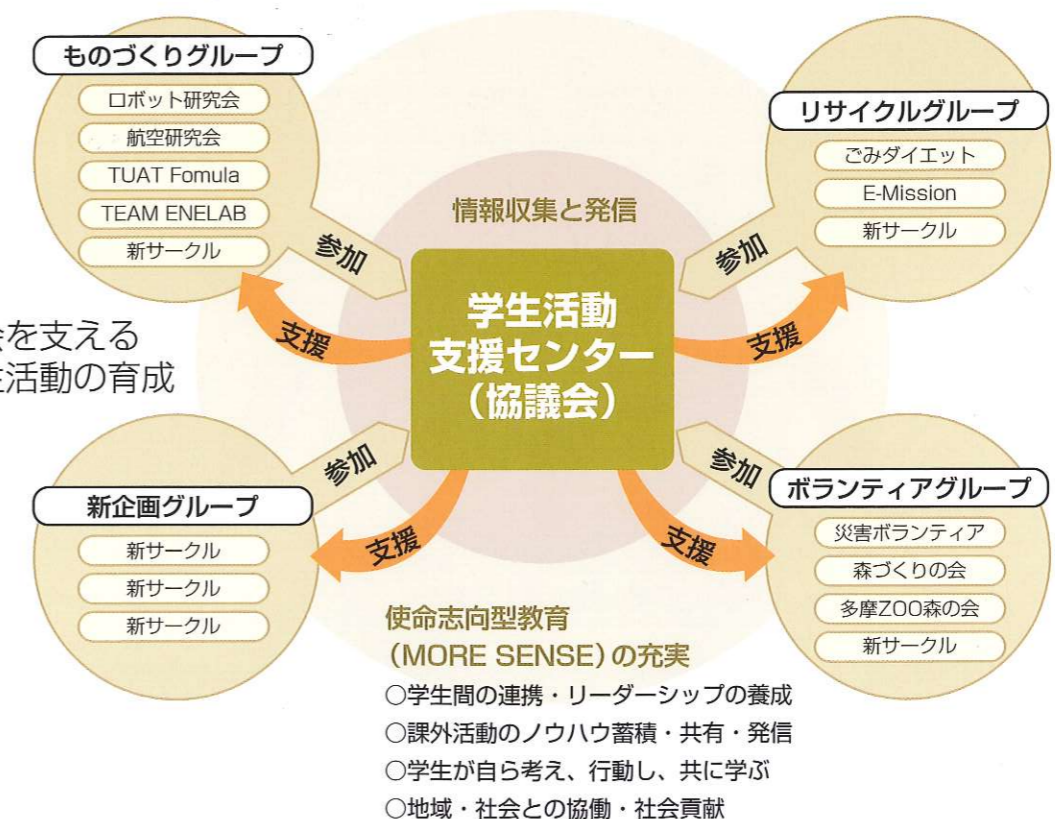 ものづくりグループ
ロボット研究会
航空研究会
TUAT Fomula
TEAM ENELAB
新サークル
参加
支援
リサイクルグループ
ごみダイエット
E-Mission
新サークル
参加
支援
情報収集と発信
学生活動
支援センター
(協議会)
会を支える
生活動の育成
新企画グループ
新サークル
新サークル
新サークル
参加
支援
ボランティアグループ
災害ボランティア
森づくりの会
多摩ZOO森の会
新サークル
参加
支援
使命志向型教育
(MORE SENSE)の充実
○学生間の連携・リーダーシップの養成
○課外活動のノウハウ蓄積・共有・発信
○学生が自ら考え、行動し、共に学ぶ
○地域・社会との協働・社会貢献